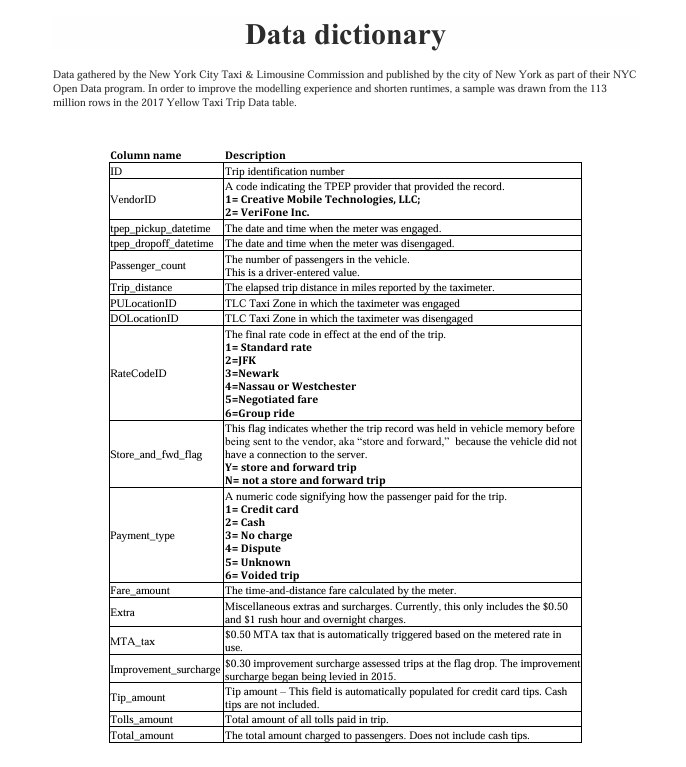 Data dictionary
Data gathered by the New York City Taxi & Limousine Commission and published by the city of New York as part of their NYC
Open Data program. In order to improve the modelling experience and shorten runtimes, a sample was drawn from the 113
million rows in the 2017 Yellow Taxi Trip Data table.
Column name Description
ID Trip identification number
VendorID
A code indicating the TPEP provider that provided the record.
1= Creative Mobile Technologies, LLC;
2= VeriFone Inc.
tpep_pickup_datetime The date and time when the meter was engaged.
tpep_dropoff_datetime The date and time when the meter was disengaged.
Passenger_count
The number of passengers in the vehicle.
This is a driver-entered value.
Trip_distance The elapsed trip distance in miles reported by the taximeter.
PULocationID TLC Taxi Zone in which the taximeter was engaged
DOLocationID TLC Taxi Zone in which the taximeter was disengaged
RateCodeID
The final rate code in effect at the end of the trip.
1= Standard rate
2=JFK
3=Newark
4=Nassau or Westchester
5=Negotiated fare
6=Group ride
Store_and_fwd_flag
This flag indicates whether the trip record was held in vehicle memory before
being sent to the vendor, aka “store and forward,” because the vehicle did not
have a connection to the server.
Y= store and forward trip
N= not a store and forward trip
Payment_type
A numeric code signifying how the passenger paid for the trip.
1= Credit card
2= Cash
3= No charge
4= Dispute
5= Unknown
6= Voided trip
Fare_amount The time-and-distance fare calculated by the meter.
Extra
Miscellaneous extras and surcharges. Currently, this only includes the $0.50
and $1 rush hour and overnight charges.
MTA_tax
$0.50 MTA tax that is automatically triggered based on the metered rate in
use.
Improvement_surcharge
$0.30 improvement surcharge assessed trips at the flag drop. The improvement
surcharge began being levied in 2015.
Tip_amount
Tip amount – This field is automatically populated for credit card tips. Cash
tips are not included.
Tolls_amount Total amount of all tolls paid in trip.
Total_amount The total amount charged to passengers. Does not include cash tips.